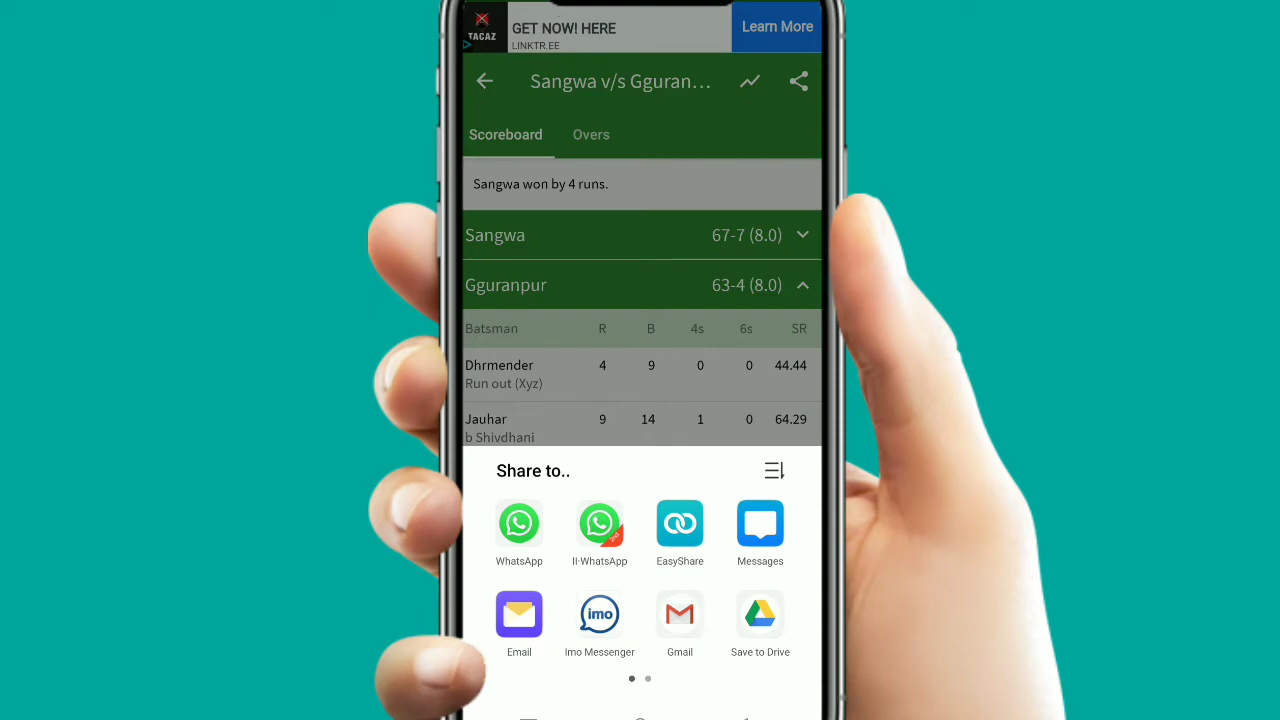 TACAZ
GET NOW! HERE
LINKTR.EE
Learn More
Sangwa v/s Gguran...
Scoreboard
Overs
Sangwa won by 4 runs.
Sangwa 67-7 (8.0)
Gguranpur 63-4 (8.0)
Batsman R B 4s 6s SR
Dhrmender 4 9 0 0 44.44
Run out (Xyz)
Jauhar 9 14 1 0 64.29
b Shivdhani
Share to..
WhatsApp II·WhatsApp EasyShare Messages
imo
Email Imo Messenger Gmail Save to Drive